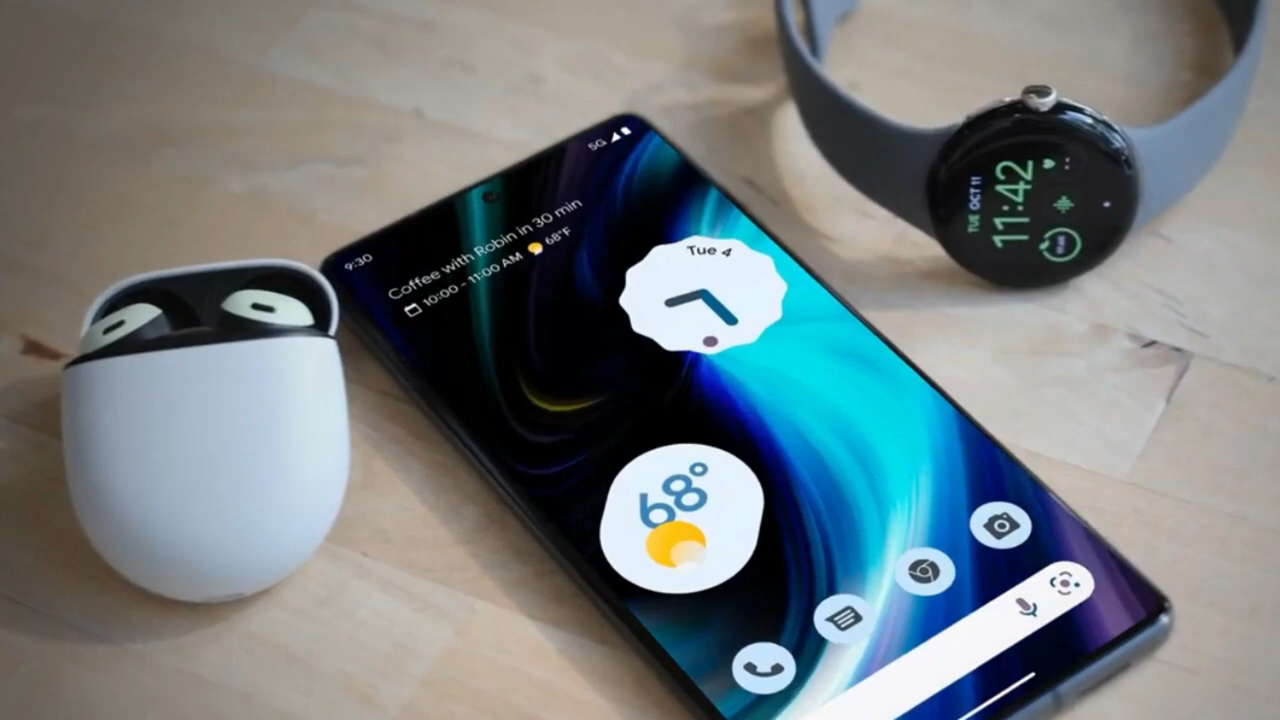 5G
9:30
Coffee with Robin in 30 min
10:00 - 11:00 AM 68°F
Tue 4
68°
TUE OCT 11
11:42